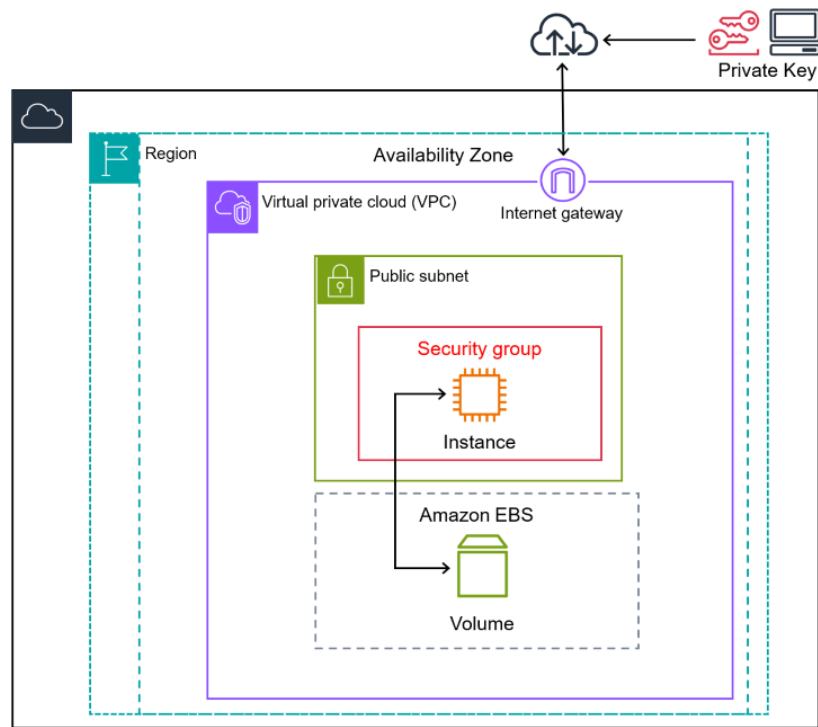 Private Key
Region
Availability Zone
Virtual private cloud (VPC)
Internet gateway
Public subnet
Security group
Instance
Amazon EBS
Volume